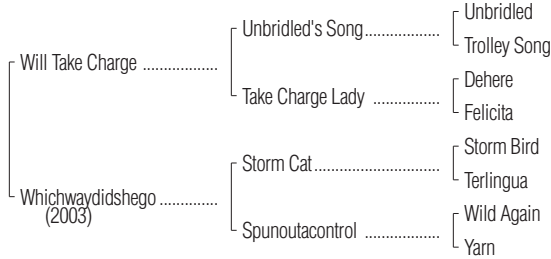 Unbridled
Unbridled's Song..................
Trolley Song
Will Take Charge ..................
Dehere
Take Charge Lady ................
Felicita
Storm Bird
Storm Cat..............................
Terlingua
Whichwaydidshego ..............
(2003)
Wild Again
Spunoutacontrol ..................
Yarn